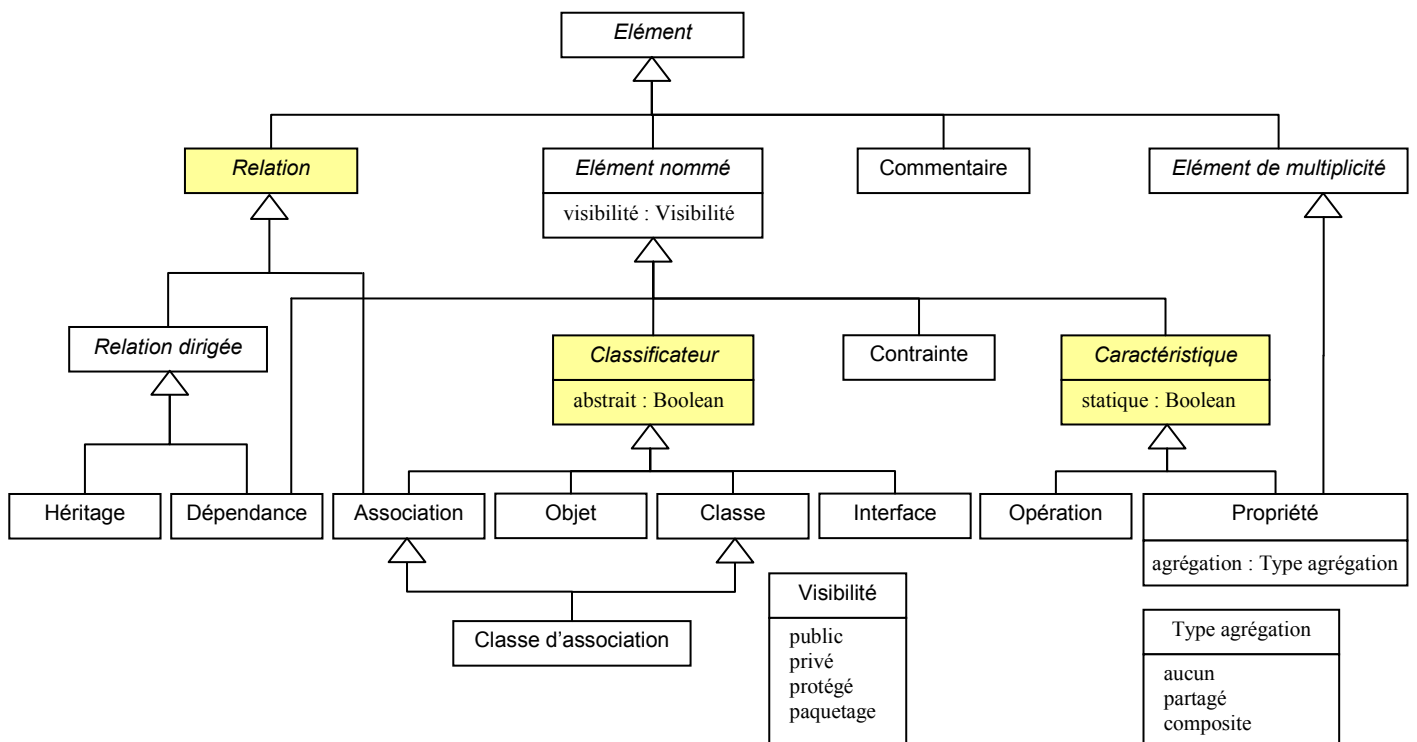 Elément
Relation
Elément nommé
visibilité : Visibilité
Commentaire
Elément de multiplicité
Relation dirigée
Classificateur
abstrait : Boolean
Contrainte
Caractéristique
statique : Boolean
Héritage
Dépendance
Association
Objet
Classe
Interface
Opération
Propriété
agrégation : Type agrégation
Classe d'association
Visibilité
public
privé
protégé
paquetage
Type agrégation
aucun
partagé
composite